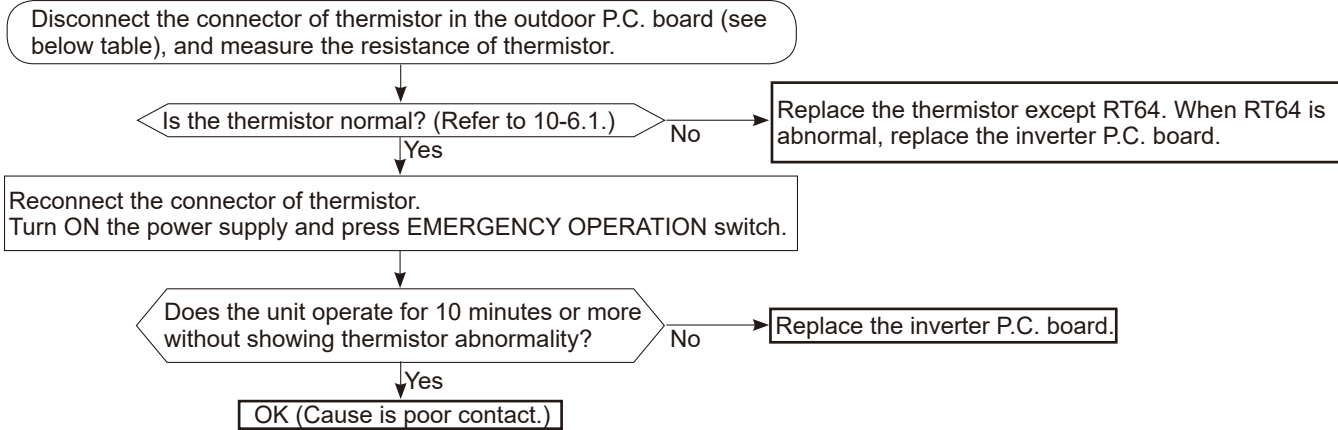 Disconnect the connector of thermistor in the outdoor P.C. board (see
below table), and measure the resistance of thermistor.
Is the thermistor normal? (Refer to 10-6.1.)
No
Replace the thermistor except RT64. When RT64 is
abnormal, replace the inverter P.C. board.
Yes
Reconnect the connector of thermistor.
Turn ON the power supply and press EMERGENCY OPERATION switch.
Does the unit operate for 10 minutes or more
without showing thermistor abnormality?
No
Replace the inverter P.C. board.
Yes
OK (Cause is poor contact.)